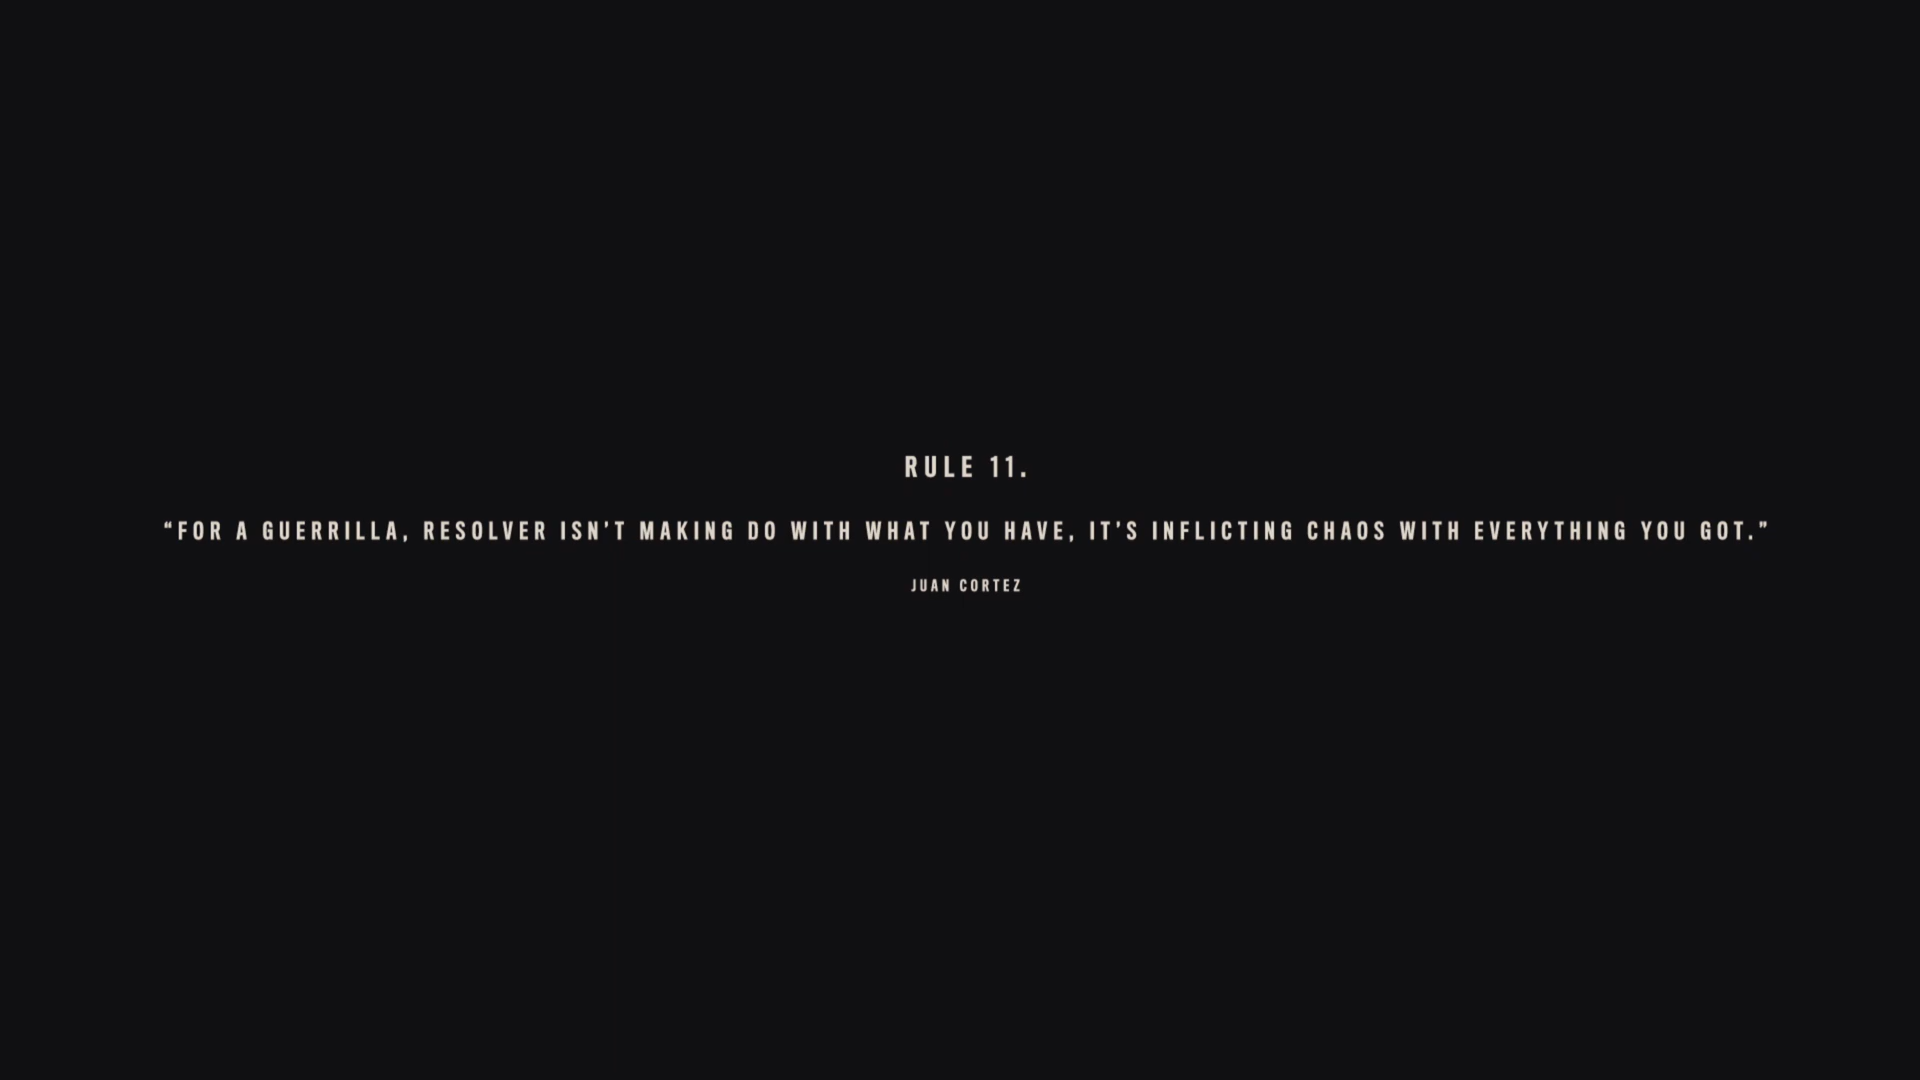 RULE 11.
“FOR A GUERRILLA, RESOLVER ISN’T MAKING DO WITH WHAT YOU HAVE, IT’S INFLICTING CHAOS WITH EVERYTHING YOU GOT.”
JUAN CORTEZ